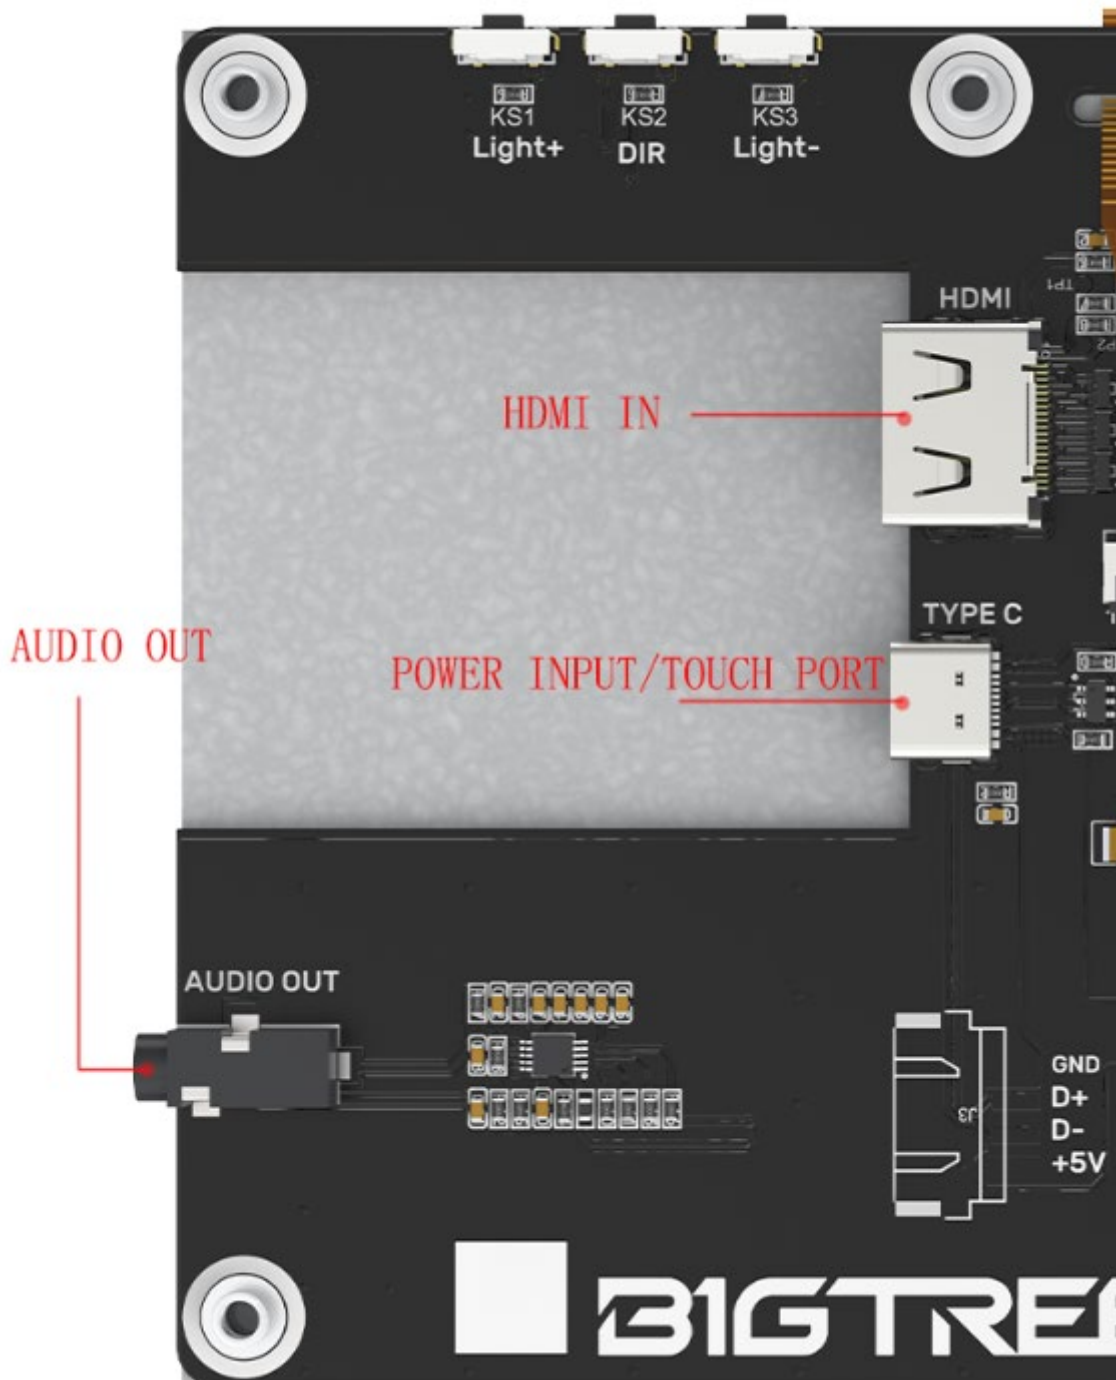 KS1
KS2
KS3
Light+
DIR
Light-
HDMI
TP1
HDMI IN
TYPE C
AUDIO OUT
POWER INPUT/TOUCH PORT
AUDIO OUT
GND
D+
J3
D-
+5V